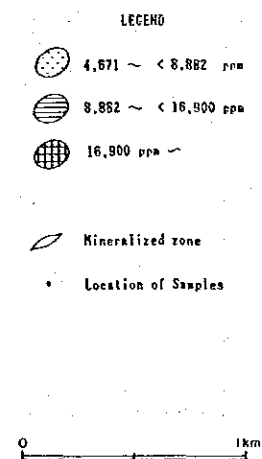 LEGEND
4,671 ~ < 8,882 ppm
8,882 ~ < 16,900 ppm
16,900 ppm ~
Mineralized zone
Location of Samples
0 1km